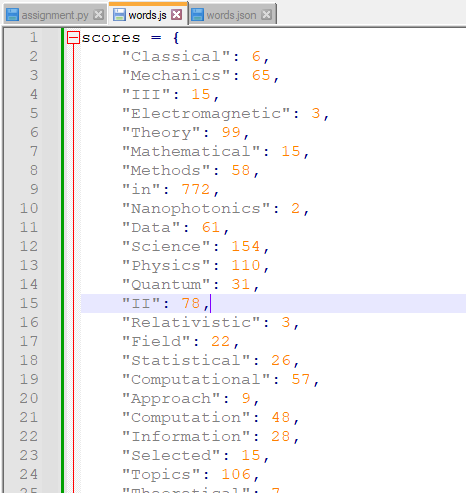 assignment.py words.js words.json
1 scores = {
2 "Classical": 6,
3 "Mechanics": 65,
4 "III": 15,
5 "Electromagnetic": 3,
6 "Theory": 99,
7 "Mathematical": 15,
8 "Methods": 58,
9 "in": 772,
10 "Nanophotonics": 2,
11 "Data": 61,
12 "Science": 154,
13 "Physics": 110,
14 "Quantum": 31,
15 "II": 78,
16 "Relativistic": 3,
17 "Field": 22,
18 "Statistical": 26,
19 "Computational": 57,
20 "Approach": 9,
21 "Computation": 48,
22 "Information": 28,
23 "Selected": 15,
24 "Topics": 106,
25 "Theoretical": 7,